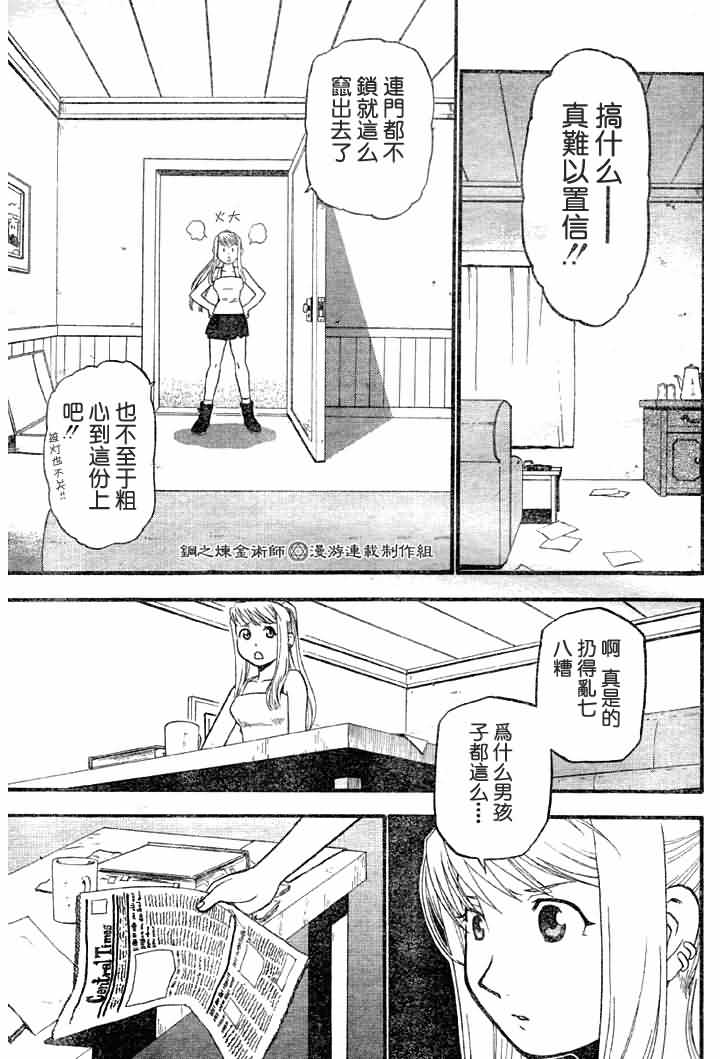 搞什么——
真難以置信!!
連門都不
鎖就這么
竄出去了
火大
也不至于粗
心到這份上
吧!!
鋼之煉金術師 漫游連載制作組
啊 真是的
扔得亂七
八糟
爲什么男孩
子都這么…
Central Times